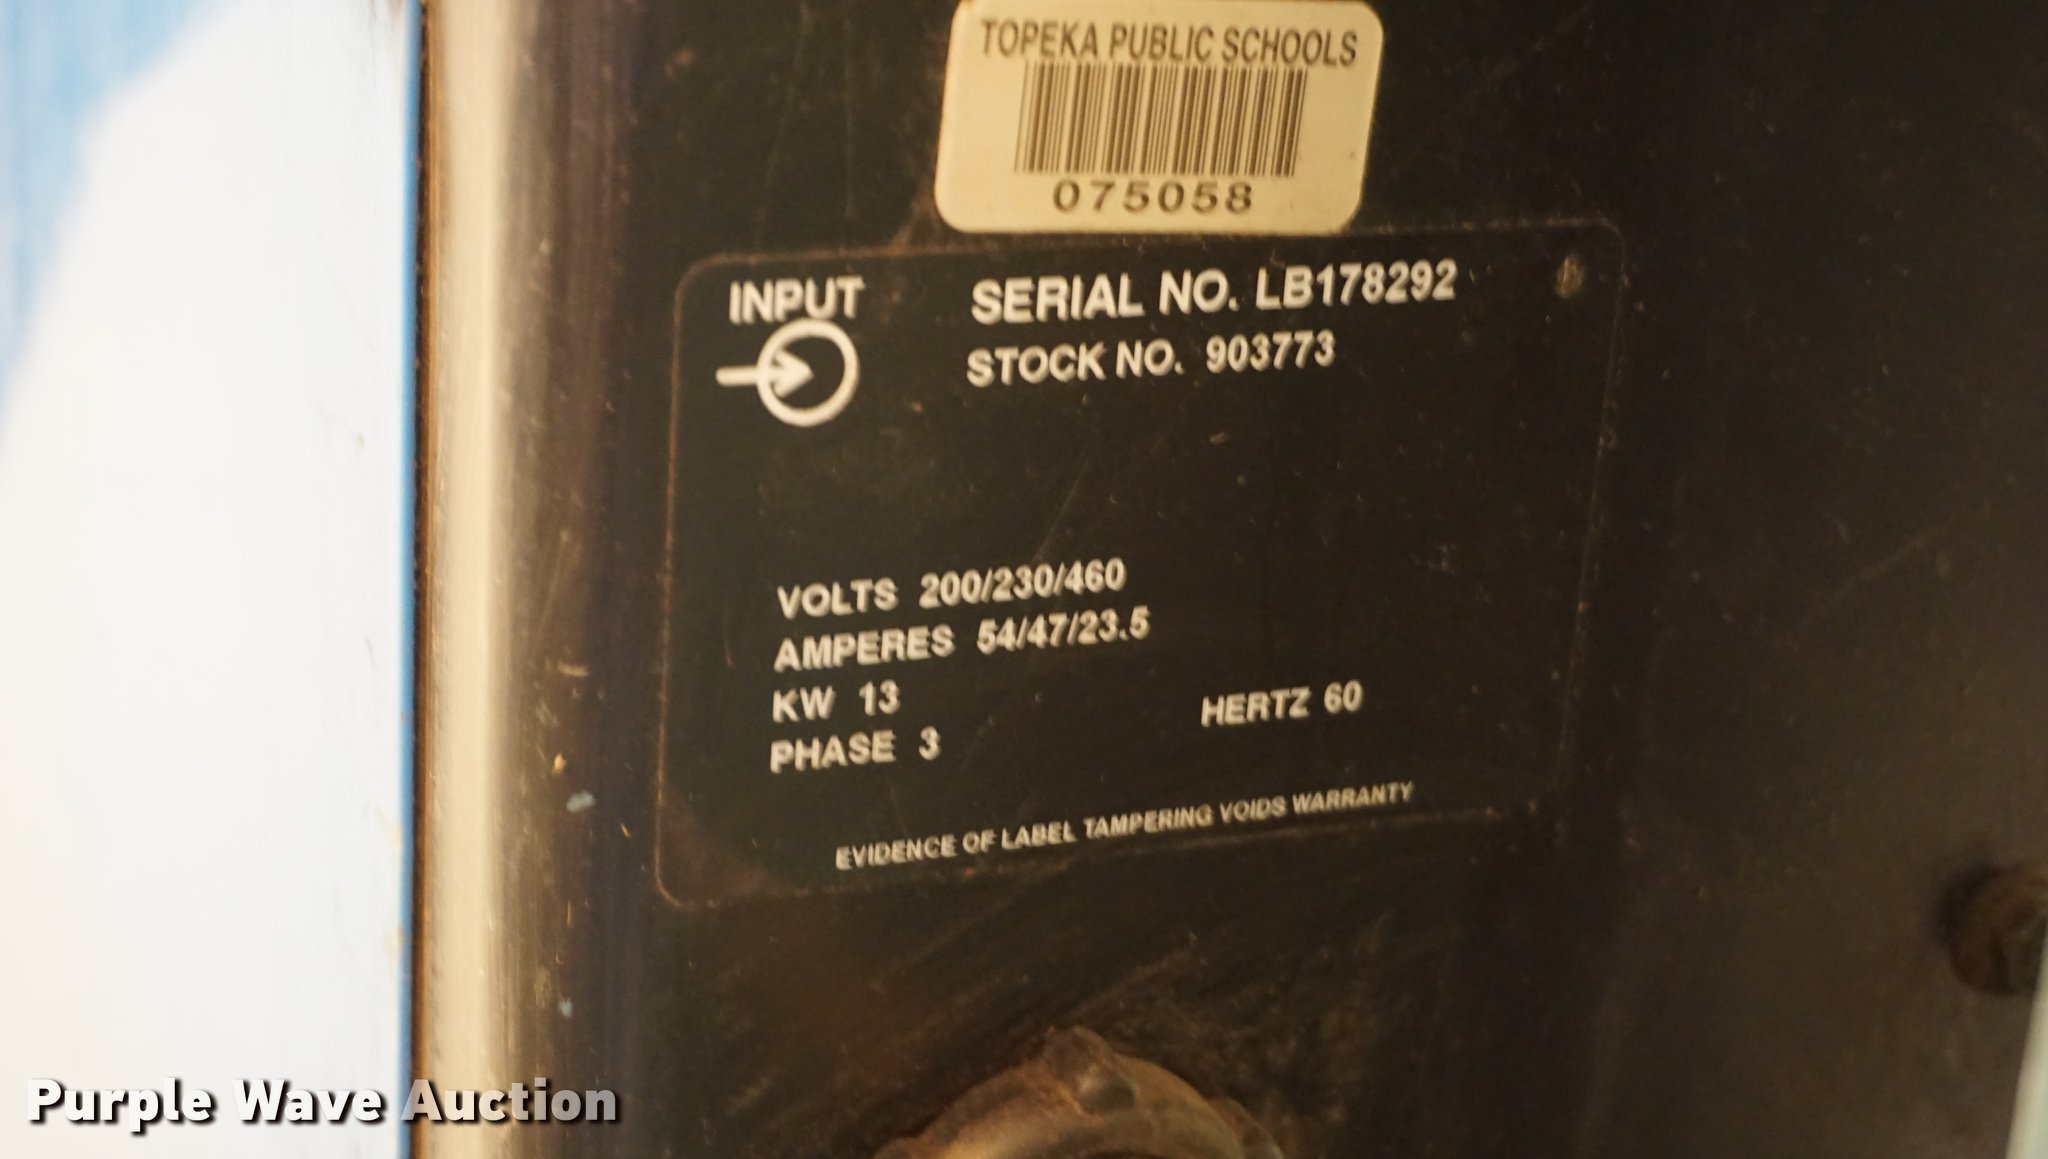 TOPEKA PUBLIC SCHOOLS
075058
INPUT
SERIAL NO. LB178292
STOCK NO. 903773
VOLTS 200/230/460
AMPERES 54/47/23.5
KW 13
HERTZ 60
PHASE 3
EVIDENCE OF LABEL TAMPERING VOIDS WARRANTY
Purple Wave Auction